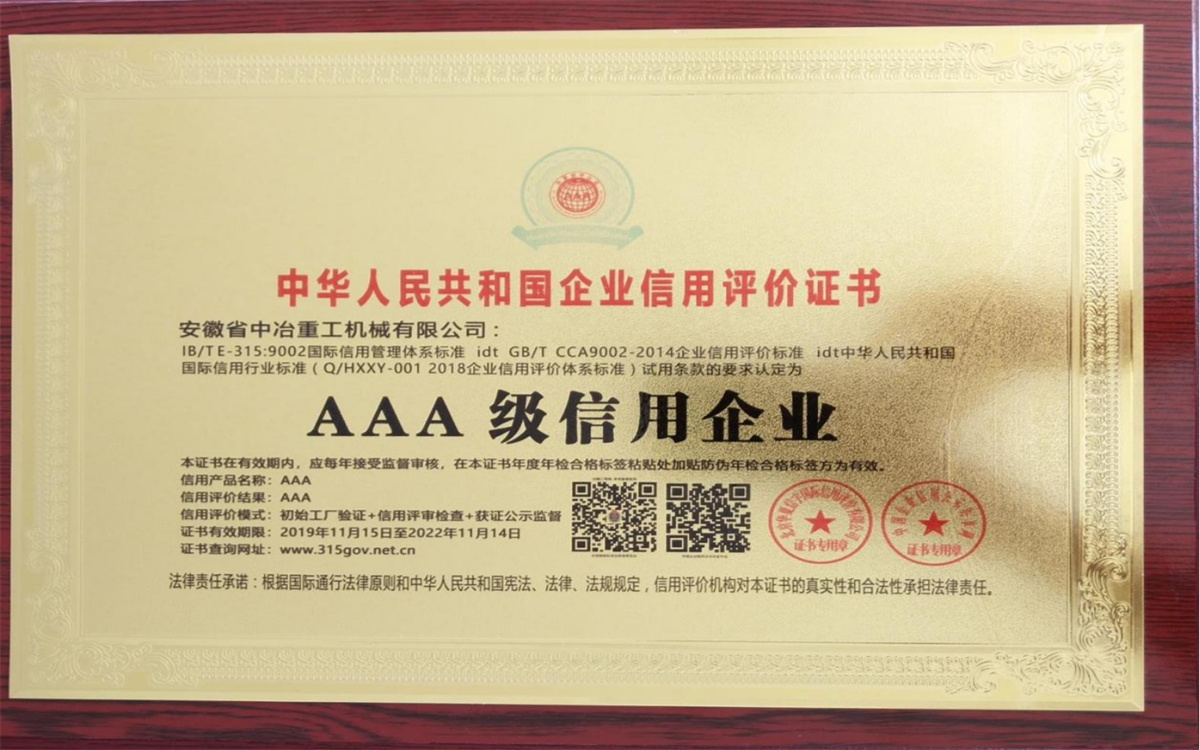 AAA
中华人民共和国企业信用评价证书
安徽省中冶重工机械有限公司：
IB/TE-315:9002国际信用管理体系标准 idt GB/T CCA9002-2014企业信用评价标准 idt中华人民共和国
国际信用行业标准（Q/HXXY-001 2018企业信用评价体系标准）试用条款的要求认定为
AAA 级信用企业
本证书在有效期内，应每年接受监督审核，在本证书年度年检合格标签粘贴处加贴防伪年检合格标签方为有效。
信用产品名称：AAA
信用评价结果：AAA
信用评价模式：初始工厂验证+信用评审检查+获证公示监督
证书有效期限：2019年11月15日至2022年11月14日
证书查询网址：www.315gov.net.cn
法律责任承诺：根据国际通行法律原则和中华人民共和国宪法、法律、法规规定，信用评价机构对本证书的真实性和合法性承担法律责任。